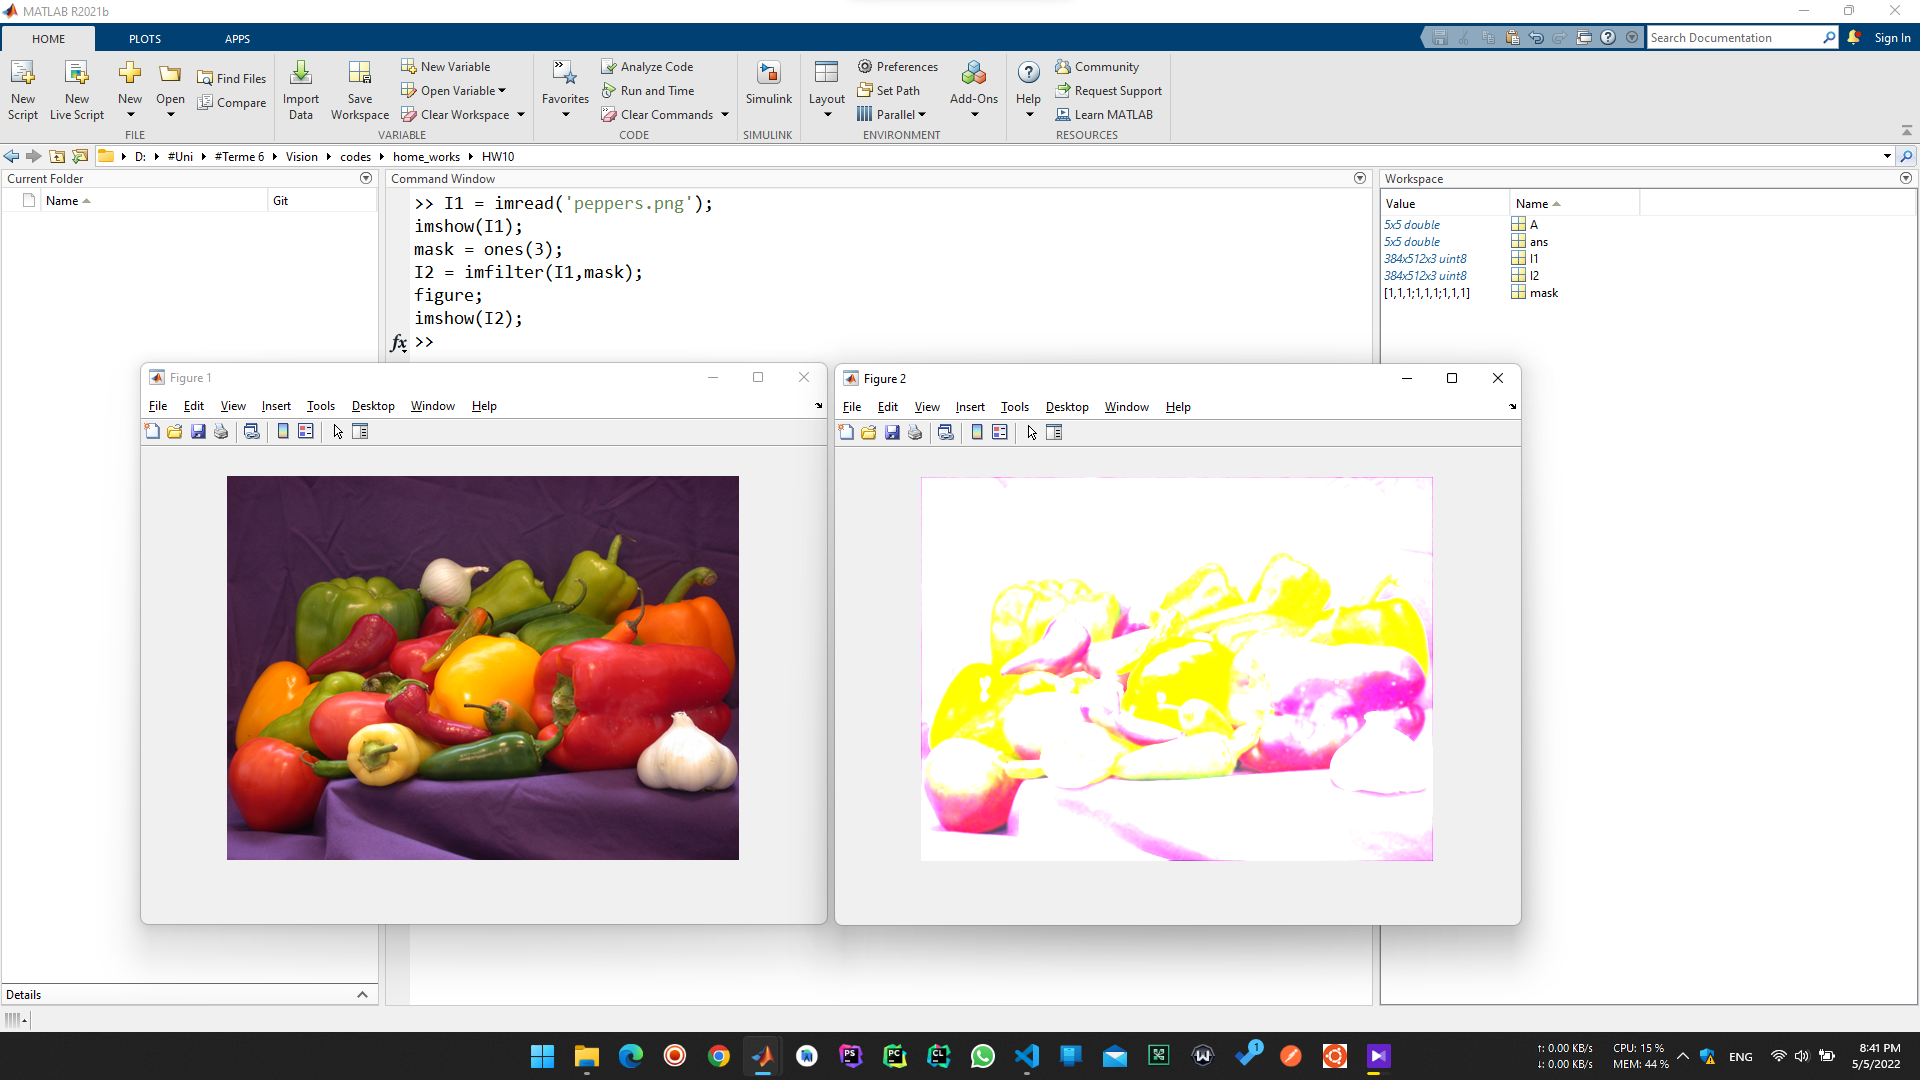 MATLAB R2021b
HOME PLOTS APPS
Search Documentation Sign In
New Script New Live Script New Open Find Files Compare FILE
Import Data Save Workspace New Variable Open Variable Clear Workspace VARIABLE
Favorites Analyze Code Run and Time Clear Commands CODE
Simulink SIMULINK
Layout Preferences Set Path Parallel Add-Ons ENVIRONMENT
Help Community Request Support Learn MATLAB RESOURCES
D: #Uni #Terme 6 Vision codes home_works HW10
Current Folder
Name Git
Command Window
>> I1 = imread('peppers.png');
imshow(I1);
mask = ones(3);
I2 = imfilter(I1,mask);
figure;
imshow(I2);
fx >>
Workspace
Value Name
5x5 double A
5x5 double ans
384x512x3 uint8 I1
384x512x3 uint8 I2
[1,1,1;1,1,1;1,1,1] mask
Figure 1
File Edit View Insert Tools Desktop Window Help
Figure 2
File Edit View Insert Tools Desktop Window Help
Details
PS PC CL W 1
↑: 0.00 KB/s
↓: 0.00 KB/s
CPU: 15 %
MEM: 44 %
ENG
8:41 PM
5/5/2022